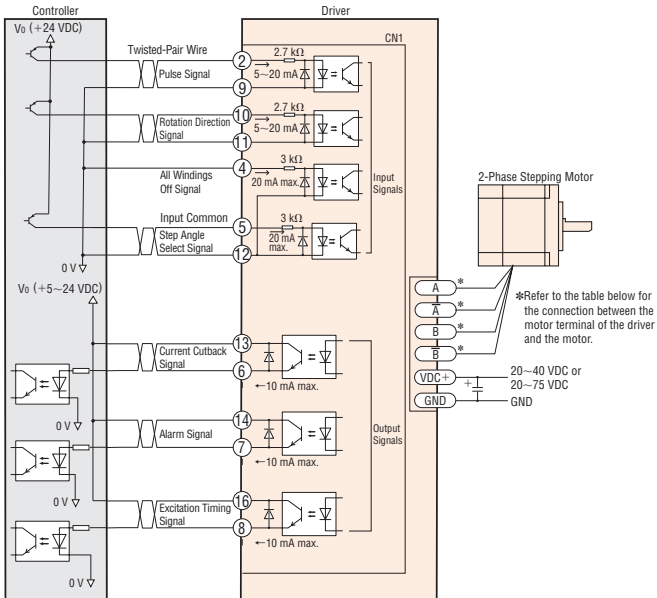 Controller
Driver
V0 (+24 VDC)
CN1
Twisted-Pair Wire
2
2.7 kΩ
Pulse Signal
5~20 mA
9
10
2.7 kΩ
Rotation Direction
Signal
5~20 mA
11
4
3 kΩ
All Windings
Off Signal
20 mA max.
Input
Signals
2-Phase Stepping Motor
Input Common
5
3 kΩ
Step Angle
Select Signal
20 mA
max.
12
0 V
V0 (+5~24 VDC)
A *
A̅ *
B *
B̅ *
*Refer to the table below for
the connection between the
motor terminal of the driver
and the motor.
13
Current Cutback
Signal
6
←10 mA max.
VDC+
+
20~40 VDC or
20~75 VDC
GND
GND
0 V
14
Alarm Signal
7
←10 mA max.
Output
Signals
0 V
16
Excitation Timing
Signal
8
←10 mA max.
0 V